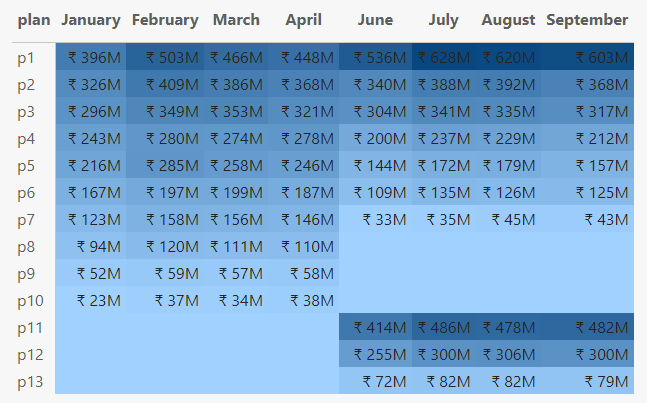 plan January February March April June July August September
p1 ₹ 396M ₹ 503M ₹ 466M ₹ 448M ₹ 536M ₹ 628M ₹ 620M ₹ 603M
p2 ₹ 326M ₹ 409M ₹ 386M ₹ 368M ₹ 340M ₹ 388M ₹ 392M ₹ 368M
p3 ₹ 296M ₹ 349M ₹ 353M ₹ 321M ₹ 304M ₹ 341M ₹ 335M ₹ 317M
p4 ₹ 243M ₹ 280M ₹ 274M ₹ 278M ₹ 200M ₹ 237M ₹ 229M ₹ 212M
p5 ₹ 216M ₹ 285M ₹ 258M ₹ 246M ₹ 144M ₹ 172M ₹ 179M ₹ 157M
p6 ₹ 167M ₹ 197M ₹ 199M ₹ 187M ₹ 109M ₹ 135M ₹ 126M ₹ 125M
p7 ₹ 123M ₹ 158M ₹ 156M ₹ 146M ₹ 33M ₹ 35M ₹ 45M ₹ 43M
p8 ₹ 94M ₹ 120M ₹ 111M ₹ 110M
p9 ₹ 52M ₹ 59M ₹ 57M ₹ 58M
p10 ₹ 23M ₹ 37M ₹ 34M ₹ 38M
p11 ₹ 414M ₹ 486M ₹ 478M ₹ 482M
p12 ₹ 255M ₹ 300M ₹ 306M ₹ 300M
p13 ₹ 72M ₹ 82M ₹ 82M ₹ 79M